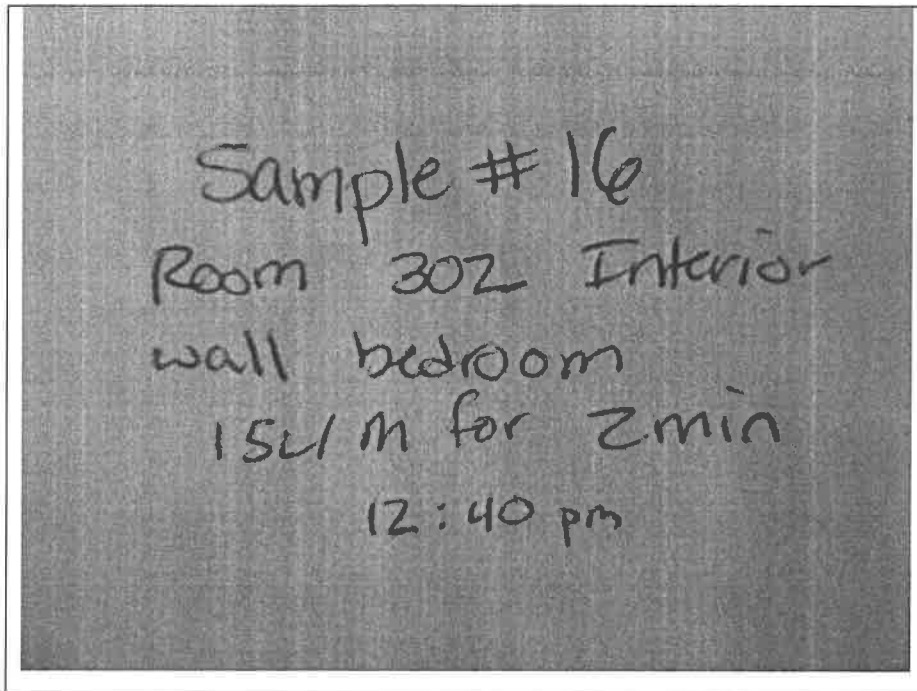 Sample # 16
Room 302 Interior
wall bedroom
15L/m for 2min
12:40 pm